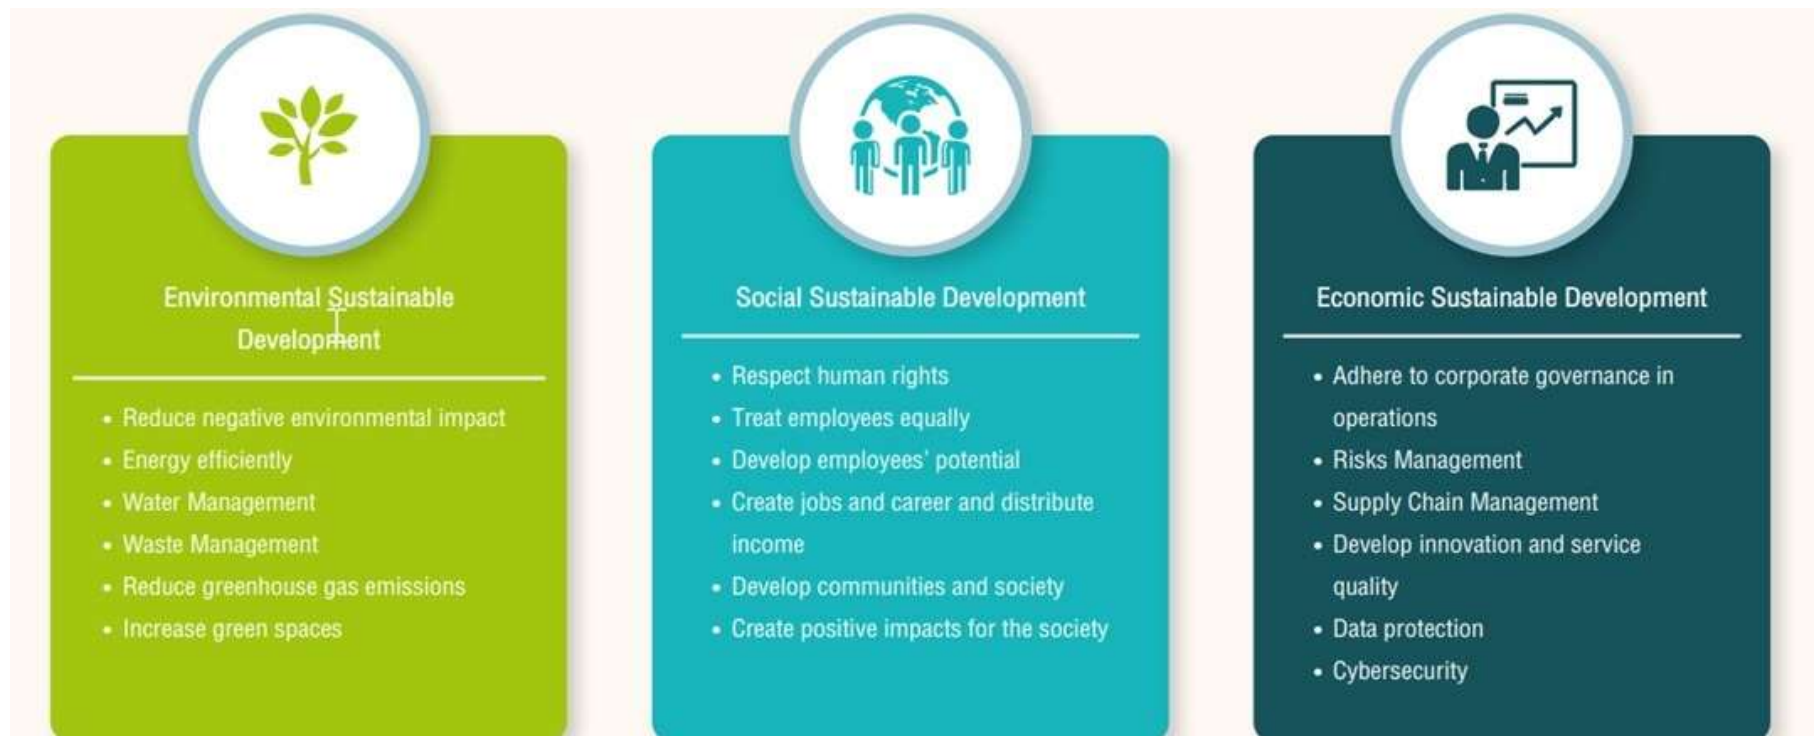 Environmental Sustainable
Development
• Reduce negative environmental impact
• Energy efficiently
• Water Management
• Waste Management
• Reduce greenhouse gas emissions
• Increase green spaces
Social Sustainable Development
• Respect human rights
• Treat employees equally
• Develop employees' potential
• Create jobs and career and distribute
income
• Develop communities and society
• Create positive impacts for the society
Economic Sustainable Development
• Adhere to corporate governance in
operations
• Risks Management
• Supply Chain Management
• Develop innovation and service
quality
• Data protection
• Cybersecurity